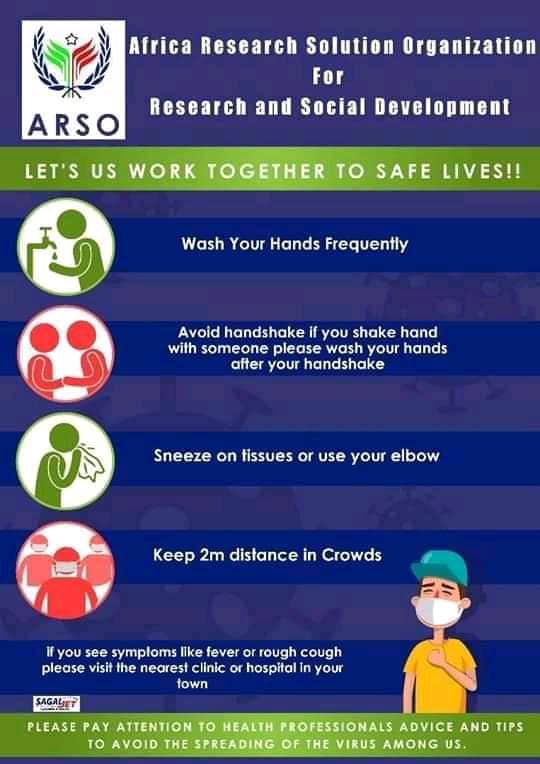 Africa Research Solution Organization
For
Research and Social Development
ARSO
LET'S US WORK TOGETHER TO SAFE LIVES!!
Wash Your Hands Frequently
Avoid handshake if you shake hand
with someone please wash your hands
after your handshake
Sneeze on tissues or use your elbow
Keep 2m distance in Crowds
if you see symptoms like fever or rough cough
please visit the nearest clinic or hospital in your
town
SAGALJET
PLEASE PAY ATTENTION TO HEALTH PROFESSIONALS ADVICE AND TIPS
TO AVOID THE SPREADING OF THE VIRUS AMONG US.